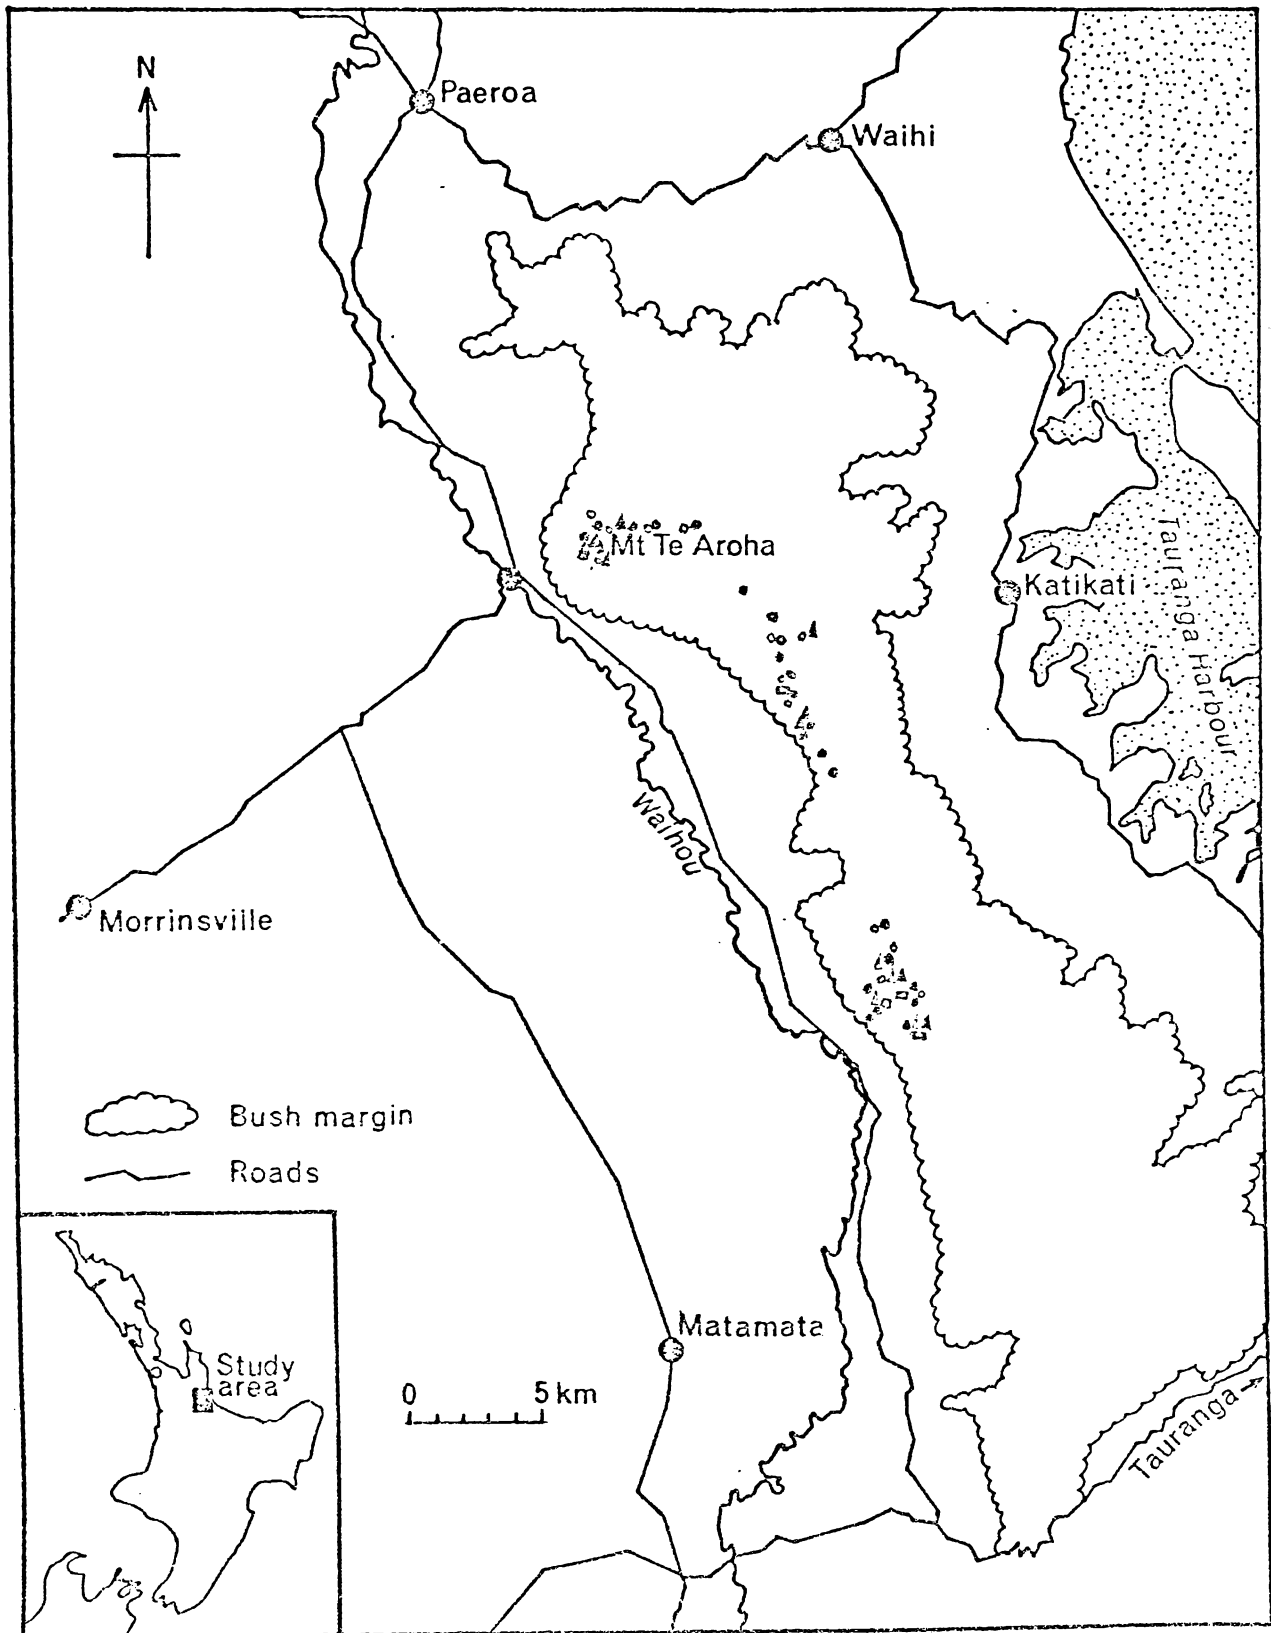 N
Paeroa
Waihi
Mt Te Aroha
Katikati
Tauranga Harbour
Waihou
Morrinsville
Bush margin
Roads
Matamata
Study
area
0 5 km
Tauranga